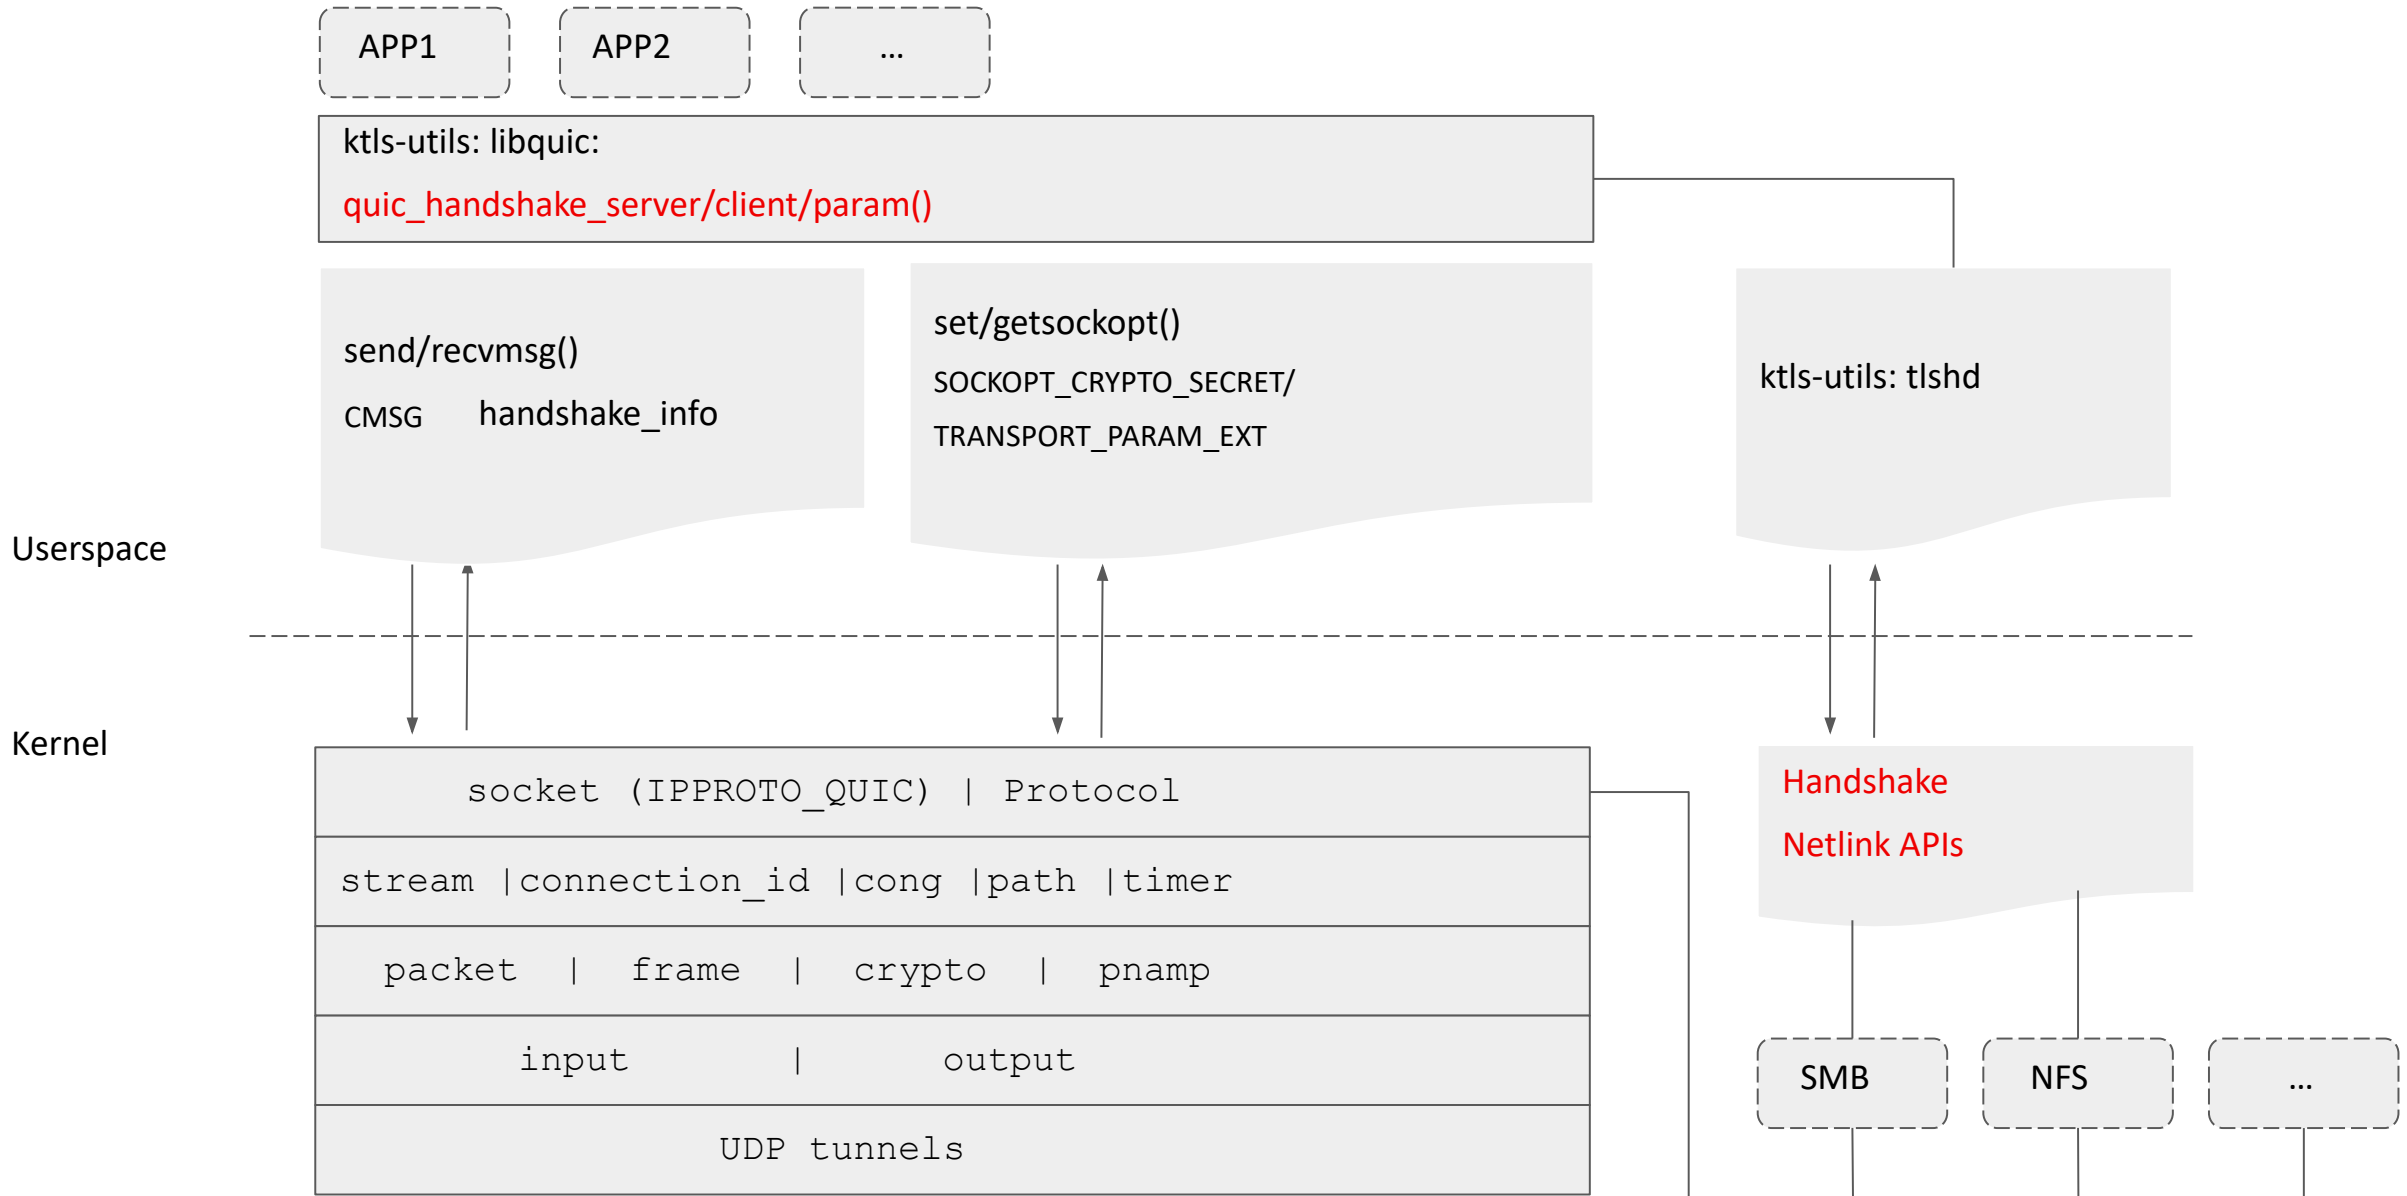 APP1
APP2
...
ktls-utils: libquic:
quic_handshake_server/client/param()
send/recvmsg()
CMSG handshake_info
set/getsockopt()
SOCKOPT_CRYPTO_SECRET/
TRANSPORT_PARAM_EXT
ktls-utils: tlshd
Userspace
Kernel
socket (IPPROTO_QUIC) | Protocol
stream |connection_id |cong |path |timer
packet | frame | crypto | pnamp
input | output
UDP tunnels
Handshake
Netlink APIs
SMB
NFS
...